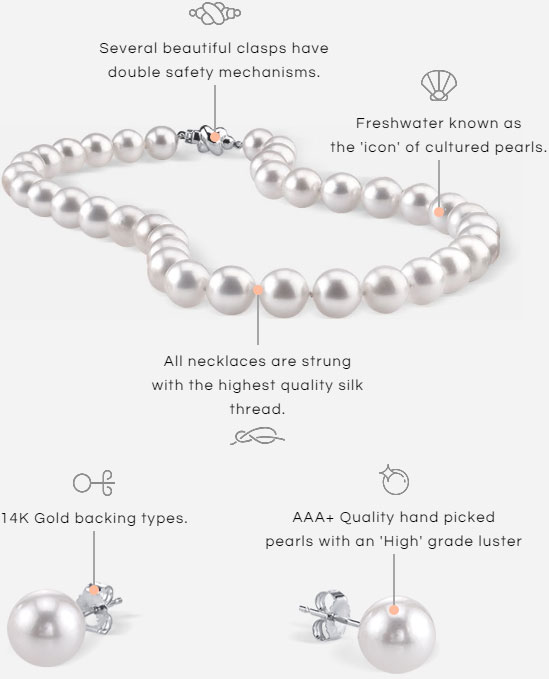 Several beautiful clasps have
double safety mechanisms.
Freshwater known as
the 'icon' of cultured pearls.
All necklaces are strung
with the highest quality silk
thread.
14K Gold backing types.
AAA+ Quality hand picked
pearls with an 'High' grade luster